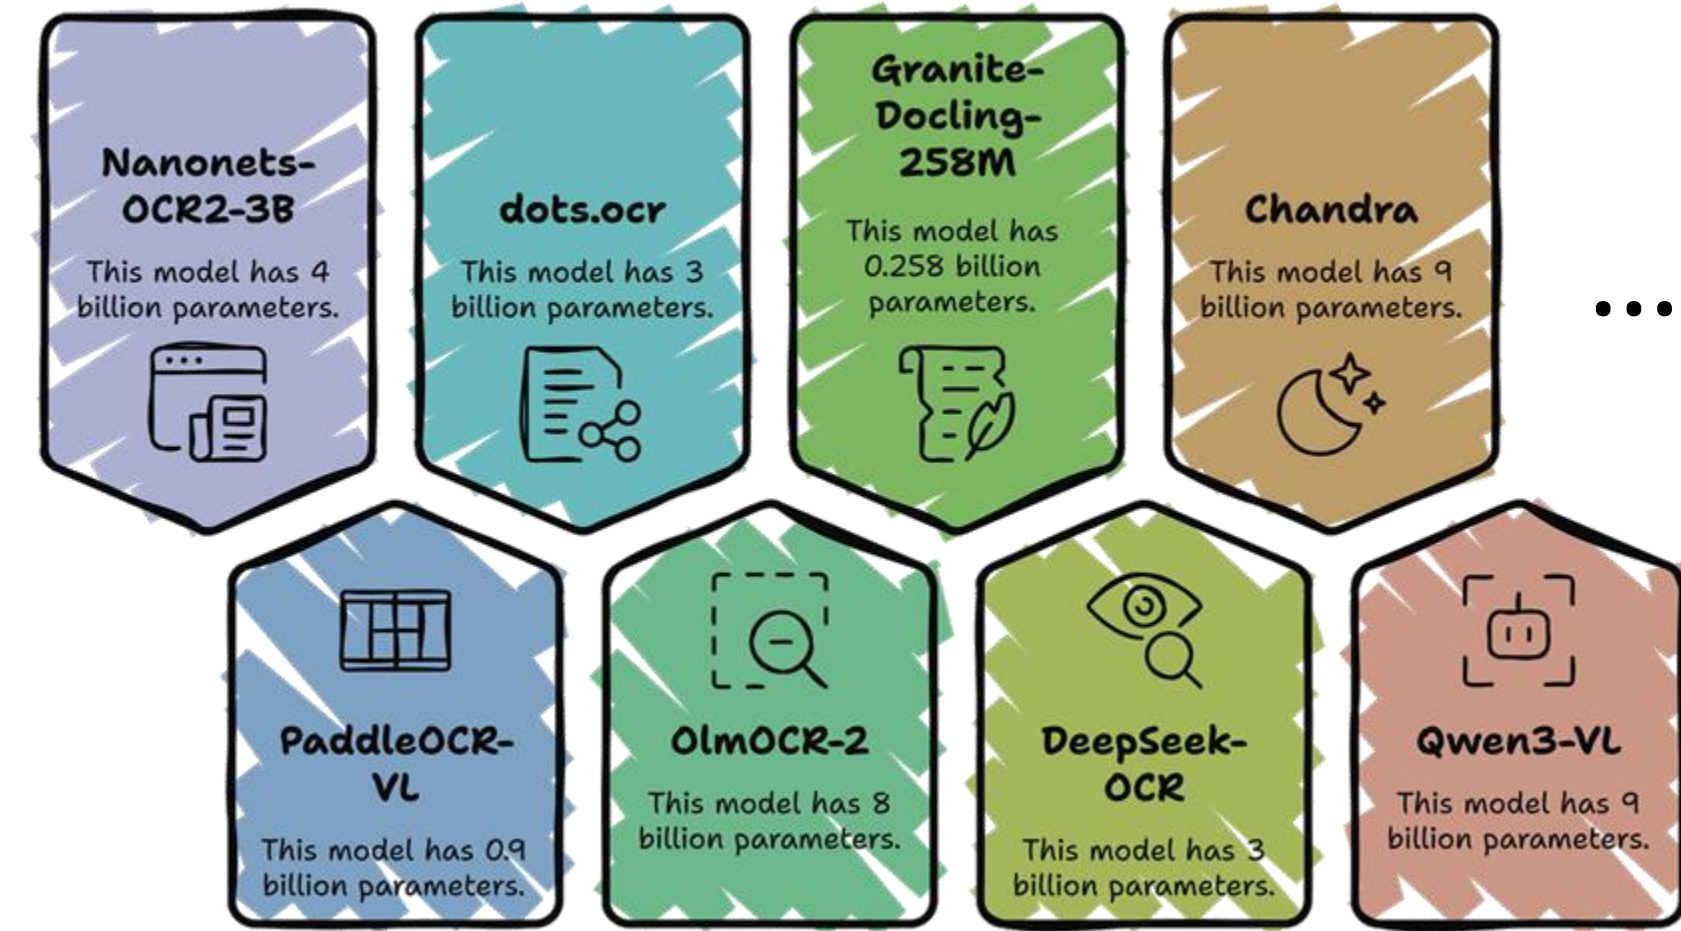 Nanonets-
OCR2-3B
This model has 4
billion parameters.
dots.ocr
This model has 3
billion parameters.
Granite-
Docling-
258M
This model has
0.258 billion
parameters.
Chandra
This model has 9
billion parameters.
...
PaddleOCR-
VL
This model has 0.9
billion parameters.
OlmOCR-2
This model has 8
billion parameters.
DeepSeek-
OCR
This model has 3
billion parameters.
Qwen3-VL
This model has 9
billion parameters.